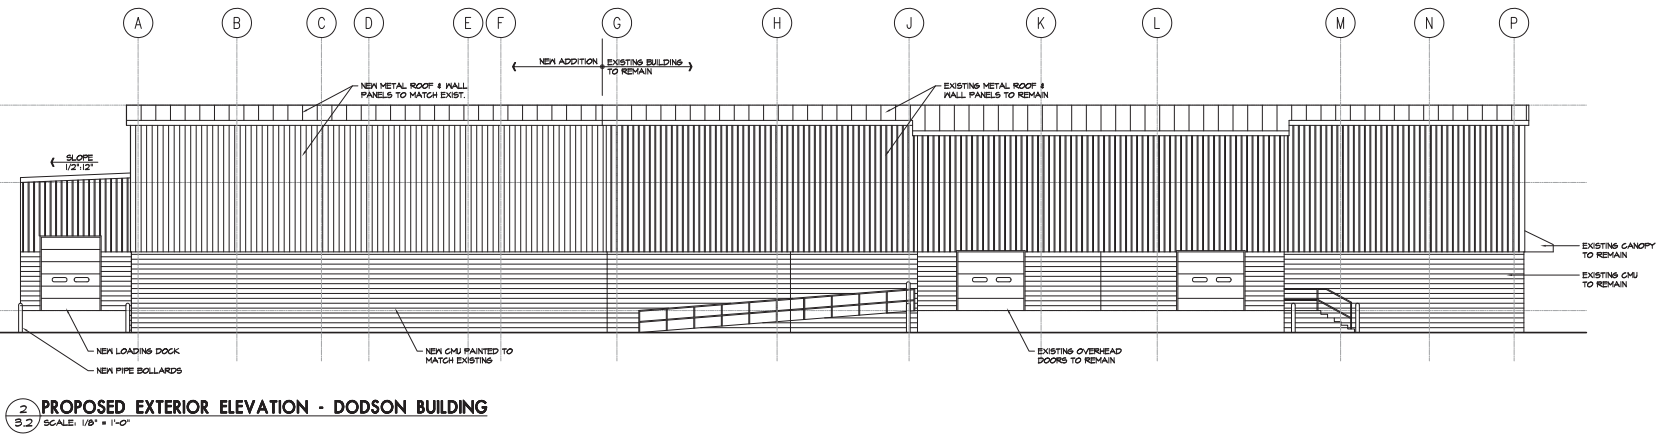 A B C D E F G H J K L M N P
NEW ADDITION
EXISTING BUILDING
TO REMAIN
NEW METAL ROOF & WALL
PANELS TO MATCH EXIST.
EXISTING METAL ROOF &
WALL PANELS TO REMAIN
SLOPE
1/2":12"
EXISTING CANOPY
TO REMAIN
EXISTING CMU
TO REMAIN
NEW LOADING DOCK
NEW CMU PAINTED TO
MATCH EXISTING
EXISTING OVERHEAD
DOORS TO REMAIN
NEW PIPE BOLLARDS
2
3.2
PROPOSED EXTERIOR ELEVATION - DODSON BUILDING
SCALE: 1/8" = 1'-0"